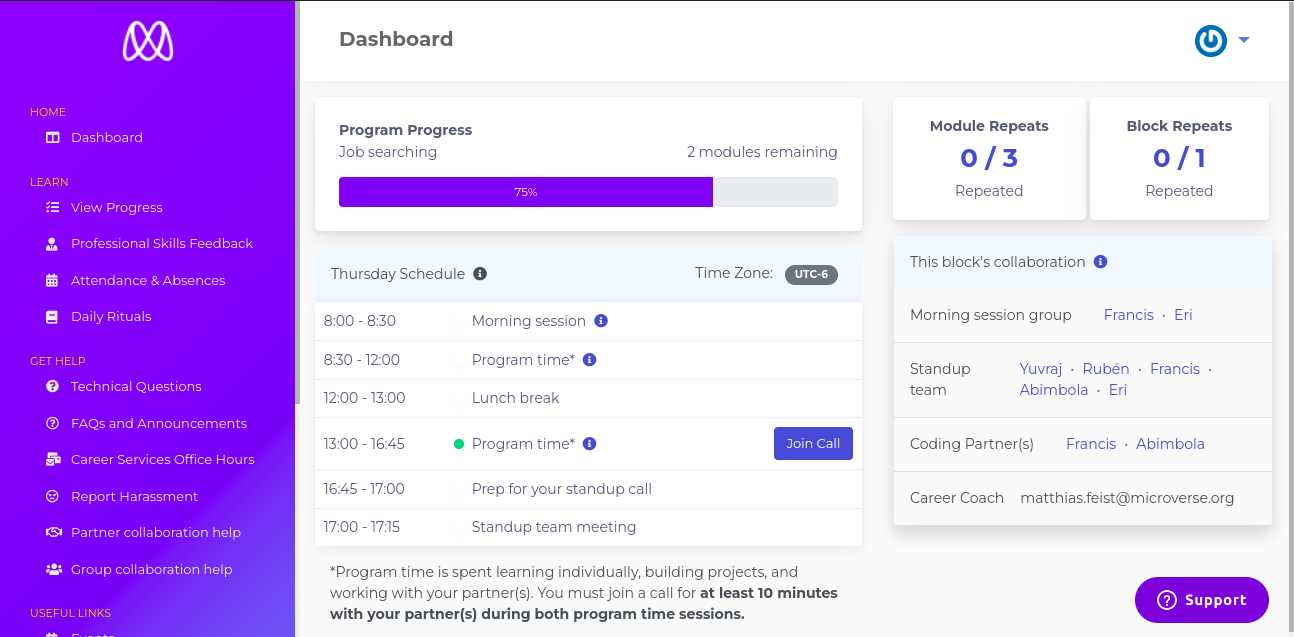 Dashboard
HOME
Dashboard
LEARN
View Progress
Professional Skills Feedback
Attendance & Absences
Daily Rituals
GET HELP
Technical Questions
FAQs and Announcements
Career Services Office Hours
Report Harassment
Partner collaboration help
Group collaboration help
USEFUL LINKS
Events
Program Progress
Job searching 2 modules remaining
75%
Thursday Schedule Time Zone: UTC-6
8:00 - 8:30 Morning session
8:30 - 12:00 Program time*
12:00 - 13:00 Lunch break
13:00 - 16:45 Program time* Join Call
16:45 - 17:00 Prep for your standup call
17:00 - 17:15 Standup team meeting
*Program time is spent learning individually, building projects, and
working with your partner(s). You must join a call for at least 10 minutes
with your partner(s) during both program time sessions.
Module Repeats
0 / 3
Repeated
Block Repeats
0 / 1
Repeated
This block's collaboration
Morning session group Francis · Eri
Standup team Yuvraj · Rubén · Francis ·
Abimbola · Eri
Coding Partner(s) Francis · Abimbola
Career Coach matthias.feist@microverse.org
Support